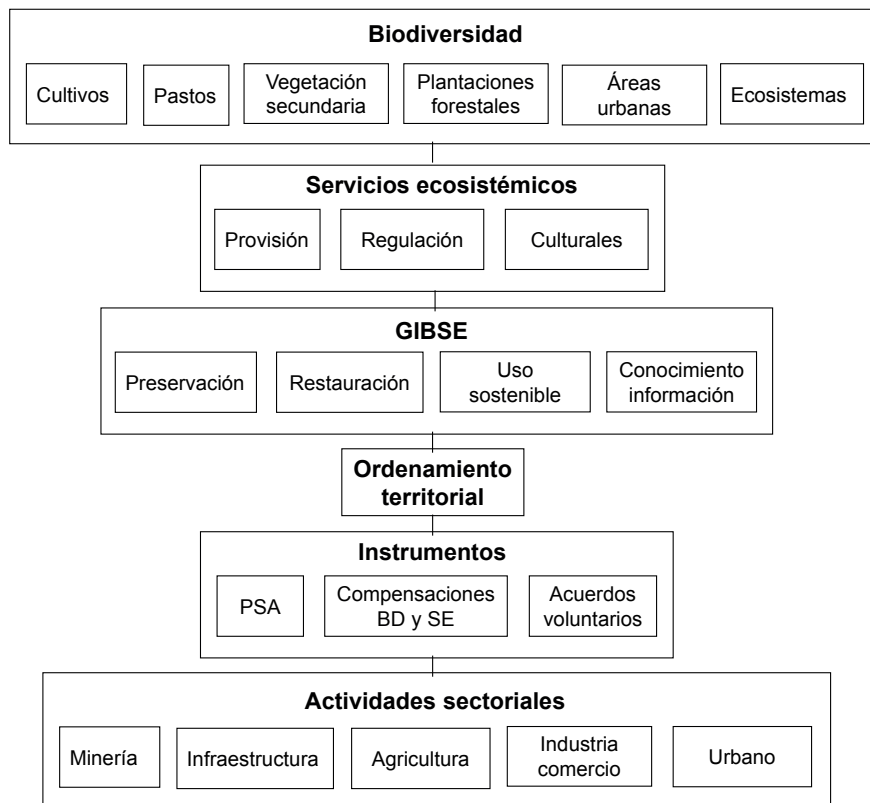 Biodiversidad
Cultivos
Pastos
Vegetación
secundaria
Plantaciones
forestales
Áreas
urbanas
Ecosistemas
Servicios ecosistémicos
Provisión
Regulación
Culturales
GIBSE
Preservación
Restauración
Uso
sostenible
Conocimiento
información
Ordenamiento
territorial
Instrumentos
PSA
Compensaciones
BD y SE
Acuerdos
voluntarios
Actividades sectoriales
Minería
Infraestructura
Agricultura
Industria
comercio
Urbano